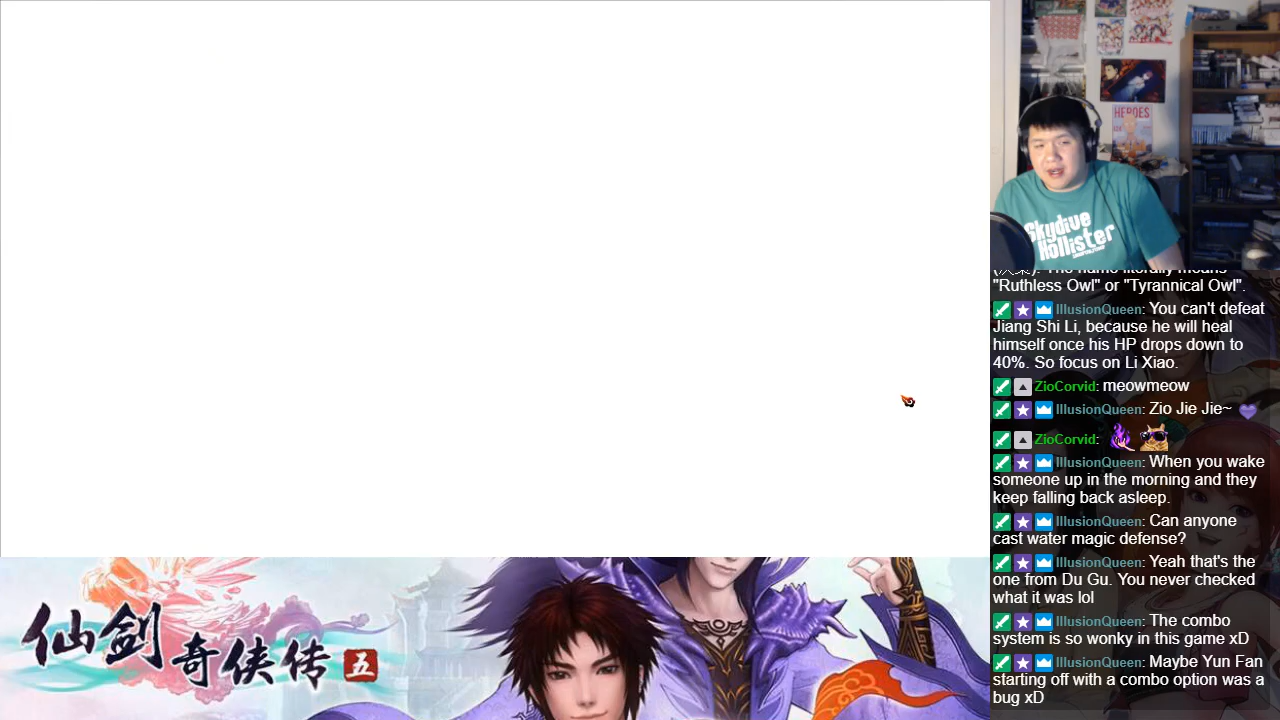 HEROES
Skydive
Hollister
"Ruthless Owl" or "Tyrannical Owl".
IllusionQueen: You can't defeat
Jiang Shi Li, because he will heal
himself once his HP drops down to
40%. So focus on Li Xiao.
ZioCorvid: meowmeow
IllusionQueen: Zio Jie Jie~
ZioCorvid:
IllusionQueen: When you wake
someone up in the morning and they
keep falling back asleep.
IllusionQueen: Can anyone
cast water magic defense?
IllusionQueen: Yeah that's the
one from Du Gu. You never checked
what it was lol
IllusionQueen: The combo
system is so wonky in this game xD
IllusionQueen: Maybe Yun Fan
starting off with a combo option was a
bug xD
仙剑奇侠传五